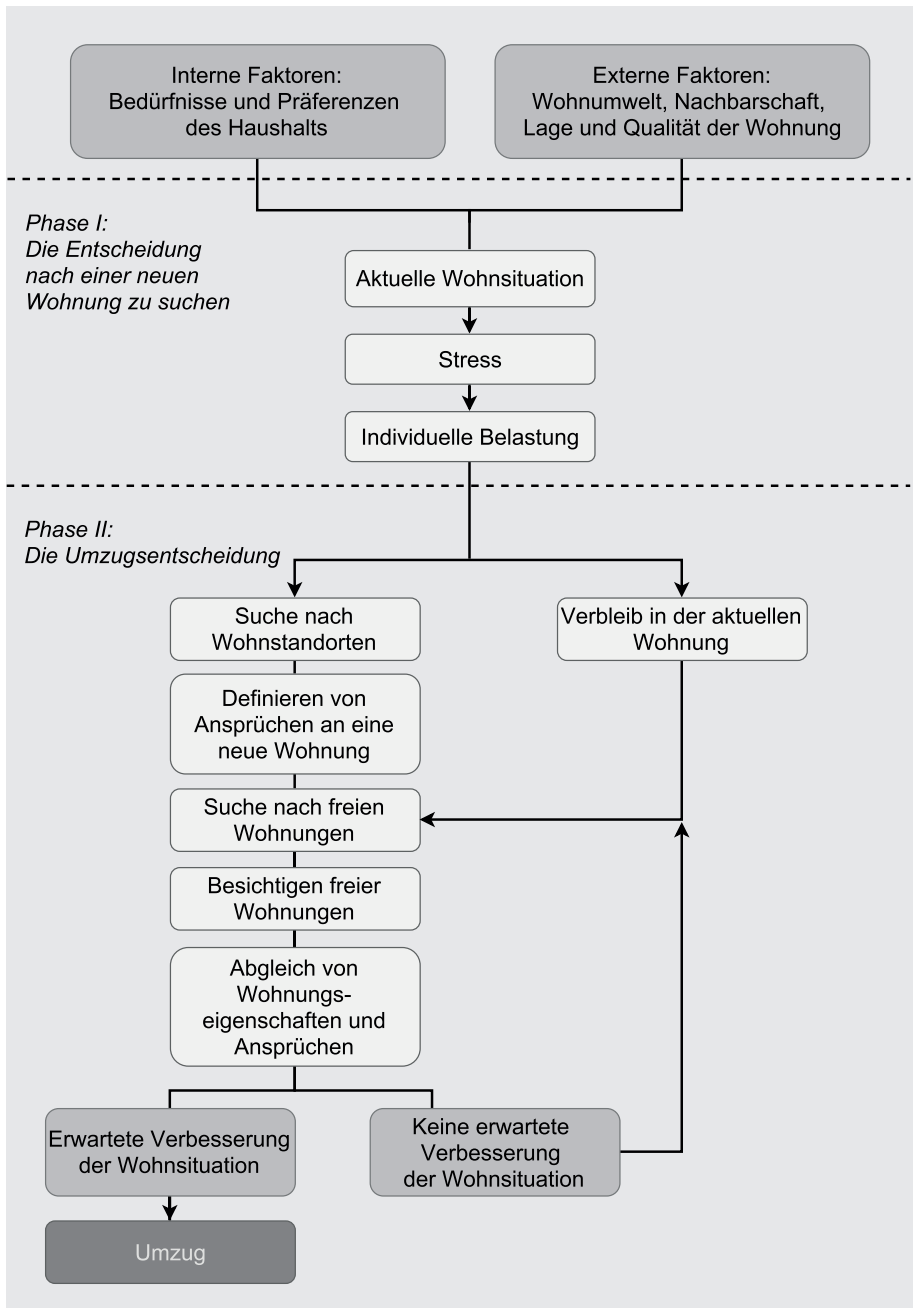 Interne Faktoren:
Bedürfnisse und Präferenzen
des Haushalts
Externe Faktoren:
Wohnumwelt, Nachbarschaft,
Lage und Qualität der Wohnung
Phase I:
Die Entscheidung
nach einer neuen
Wohnung zu suchen
Aktuelle Wohnsituation
Stress
Individuelle Belastung
Phase II:
Die Umzugsentscheidung
Suche nach
Wohnstandorten
Verbleib in der aktuellen
Wohnung
Definieren von
Ansprüchen an eine
neue Wohnung
Suche nach freien
Wohnungen
Besichtigen freier
Wohnungen
Abgleich von
Wohnungs-
eigenschaften und
Ansprüchen
Erwartete Verbesserung
der Wohnsituation
Keine erwartete
Verbesserung
der Wohnsituation
Umzug